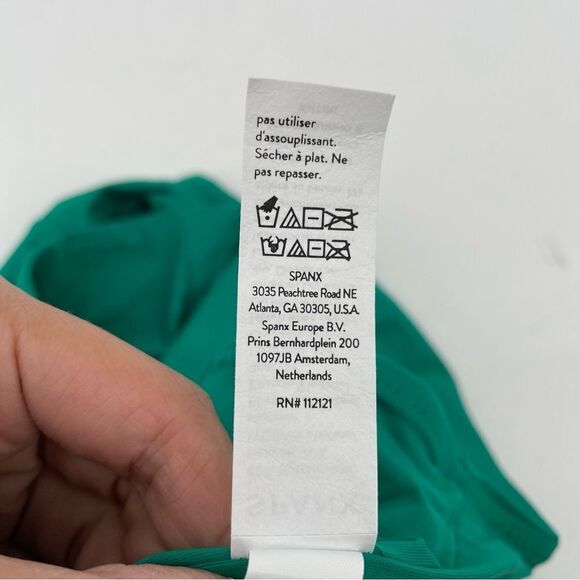 pas utiliser
d'assouplissant.
Sécher à plat. Ne
pas repasser.
SPANX
3035 Peachtree Road NE
Atlanta, GA 30305, U.S.A.
Spanx Europe B.V.
Prins Bernhardplein 200
1097JB Amsterdam,
Netherlands
RN# 112121
SPANX